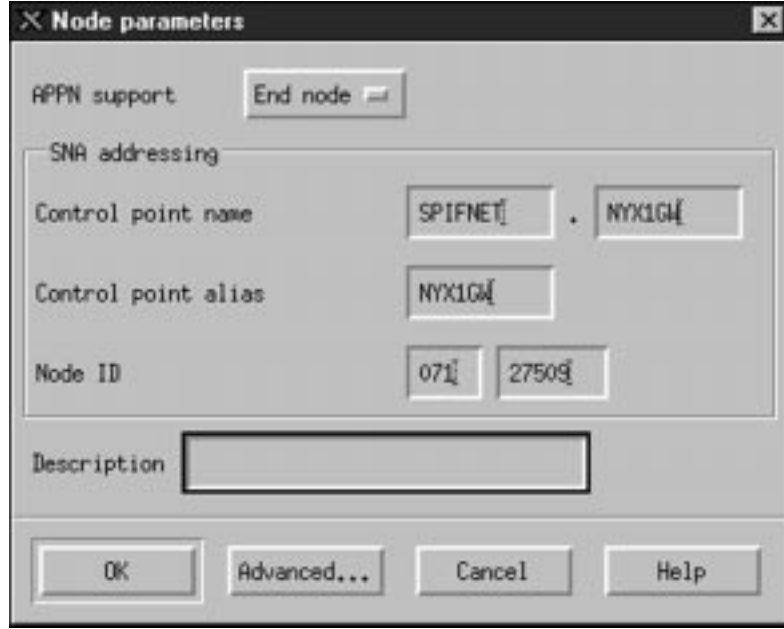 Node parameters
APPN support End node
SNA addressing
Control point name SPIFNET . NYX1GW
Control point alias NYX1GW
Node ID 071 27509
Description
OK Advanced... Cancel Help